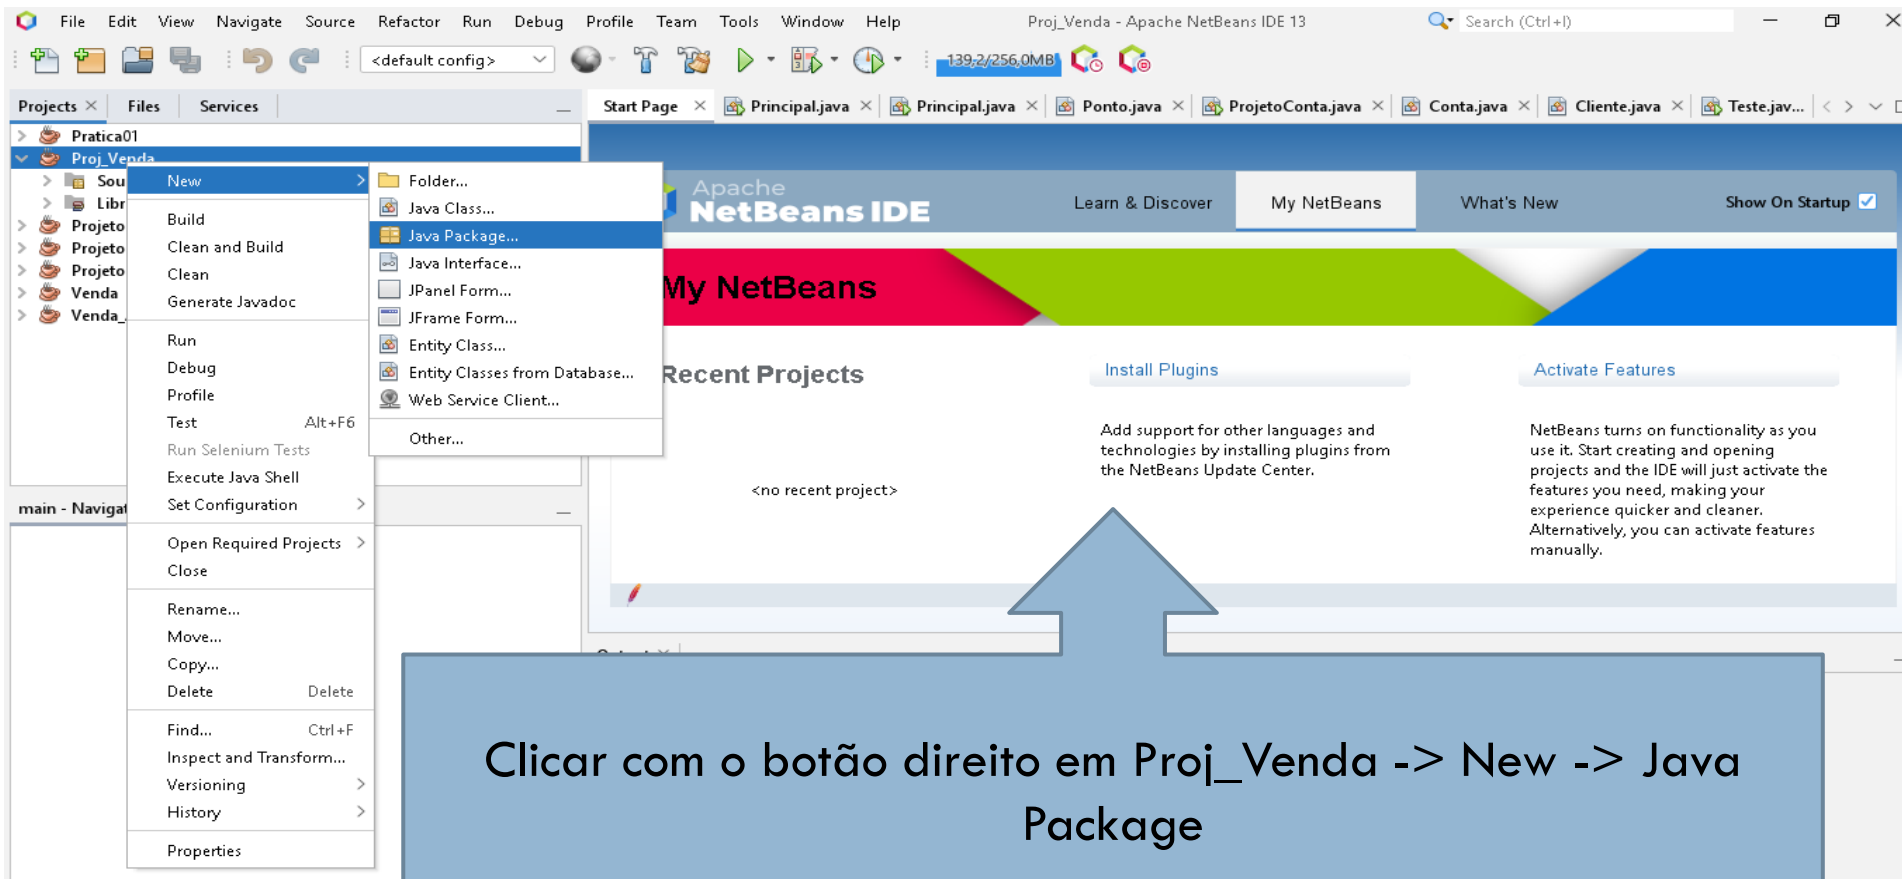 File Edit View Navigate Source Refactor Run Debug Profile Team Tools Window Help Proj_Venda - Apache NetBeans IDE 13 Search (Ctrl+I)
<default config> 139,2/256,0MB
Projects Files Services
Start Page Principal.java Principal.java Ponto.java ProjetoConta.java Conta.java Cliente.java Teste.jav...
Pratica01
Proj_Venda
Sou
Libr
Projeto
Projeto
Projeto
Venda
Venda_
main - Navigat
New
Build
Clean and Build
Clean
Generate Javadoc
Run
Debug
Profile
Test Alt+F6
Run Selenium Tests
Execute Java Shell
Set Configuration
Open Required Projects
Close
Rename...
Move...
Copy...
Delete Delete
Find... Ctrl+F
Inspect and Transform...
Versioning
History
Properties
Folder...
Java Class...
Java Package...
Java Interface...
JPanel Form...
JFrame Form...
Entity Class...
Entity Classes from Database...
Web Service Client...
Other...
Apache
NetBeans IDE
Learn & Discover My NetBeans What's New Show On Startup
My NetBeans
Recent Projects
<no recent project>
Install Plugins
Add support for other languages and
technologies by installing plugins from
the NetBeans Update Center.
Activate Features
NetBeans turns on functionality as you
use it. Start creating and opening
projects and the IDE will just activate the
features you need, making your
experience quicker and cleaner.
Alternatively, you can activate features
manually.
Clicar com o botão direito em Proj_Venda -> New -> Java
Package